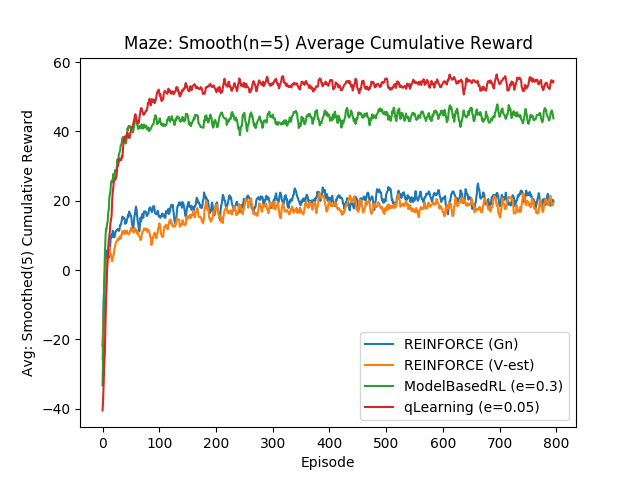 Maze: Smooth(n=5) Average Cumulative Reward
Avg: Smoothed(5) Cumulative Reward
60
40
20
0
−20
−40
0 100 200 300 400 500 600 700 800
Episode
REINFORCE (Gn)
REINFORCE (V-est)
ModelBasedRL (e=0.3)
qLearning (e=0.05)